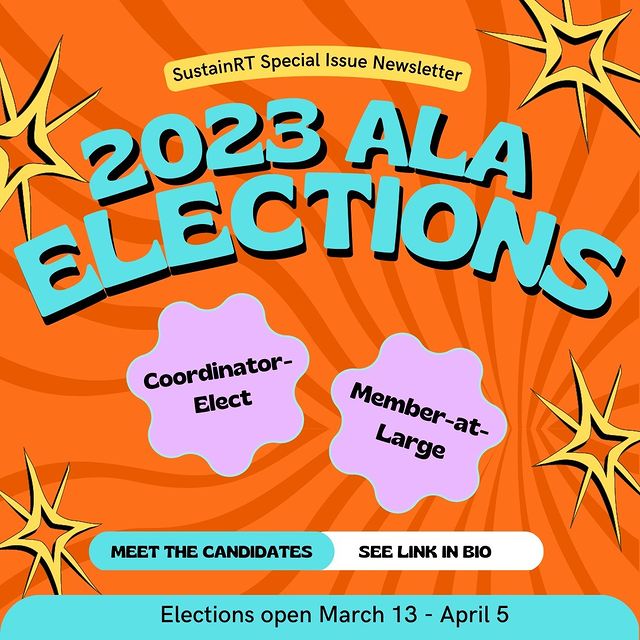 SustainRT Special Issue Newsletter
2023 ALA
ELECTIONS
Coordinator-
Elect
Member-at-
Large
MEET THE CANDIDATES
SEE LINK IN BIO
Elections open March 13 - April 5